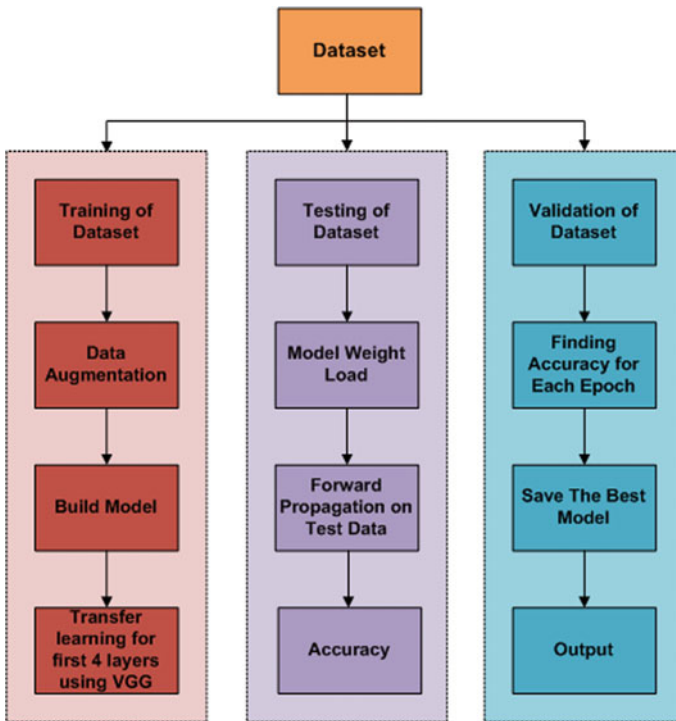 Dataset
Training of
Dataset
Data
Augmentation
Build Model
Transfer
learning for
first 4 layers
using VGG
Testing of
Dataset
Model Weight
Load
Forward
Propagation on
Test Data
Accuracy
Validation of
Dataset
Finding
Accuracy for
Each Epoch
Save The Best
Model
Output